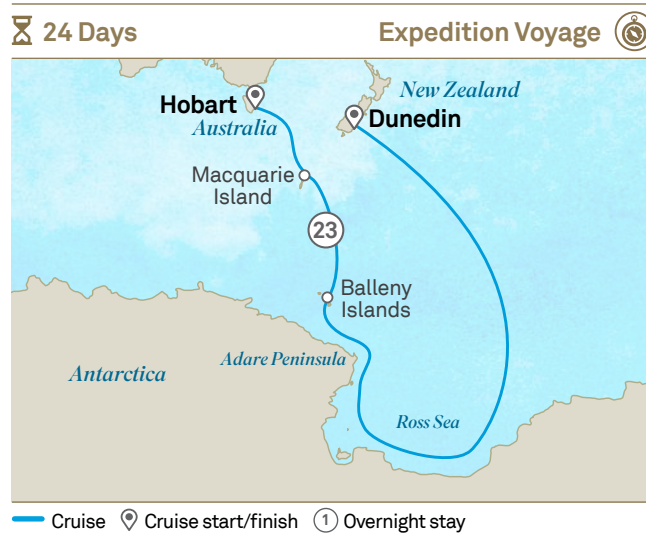 24 Days
Expedition Voyage
New Zealand
Hobart
Dunedin
Australia
Macquarie
Island
23
Balleny
Islands
Adare Peninsula
Antarctica
Ross Sea
Cruise
Cruise start/finish
1 Overnight stay